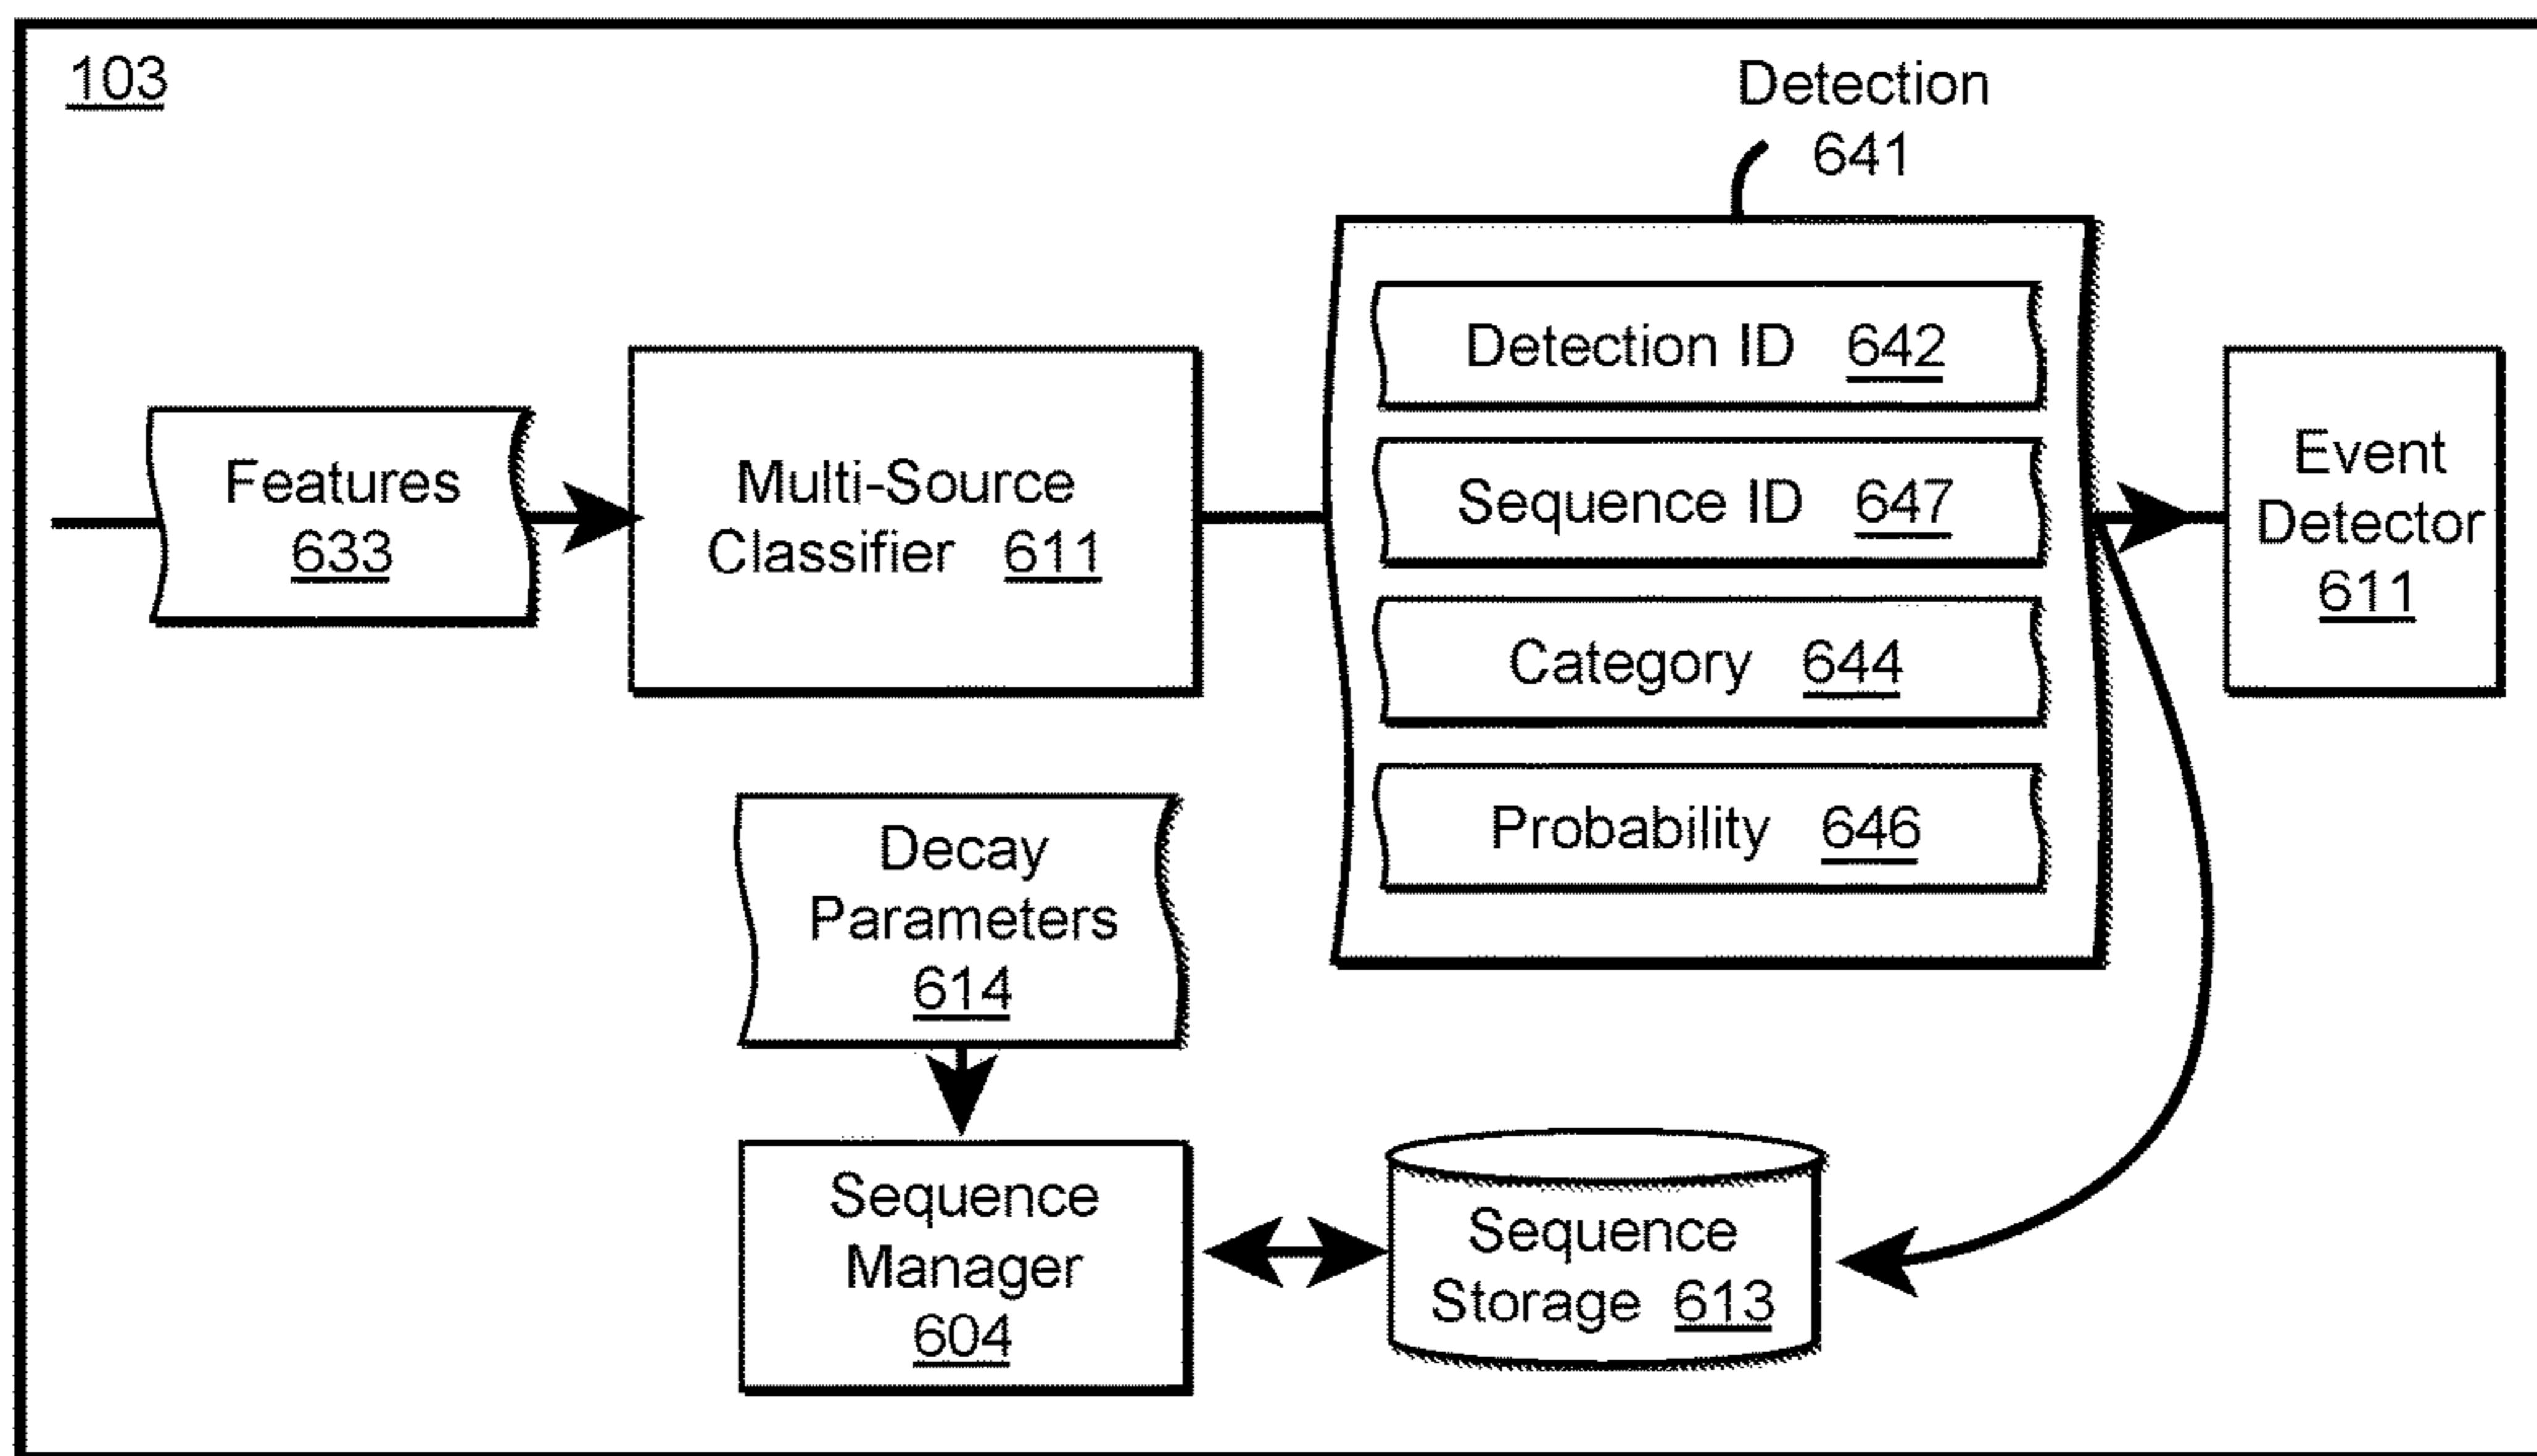 103
Detection
641
Detection ID 642
Features
633
Multi-Source
Classifier 611
Sequence ID 647
Event
Detector
611
Category 644
Probability 646
Decay
Parameters
614
Sequence
Manager
604
Sequence
Storage 613